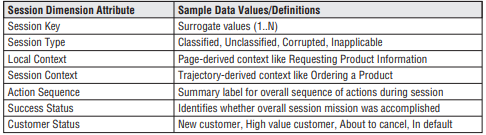 Session Dimension Attribute Sample Data Values/Definitions
Session Key Surrogate values (1..N)
Session Type Classified, Unclassified, Corrupted, Inapplicable
Local Context Page-derived context like Requesting Product Information
Session Context Trajectory-derived context like Ordering a Product
Action Sequence Summary label for overall sequence of actions during session
Success Status Identifies whether overall session mission was accomplished
Customer Status New customer, High value customer, About to cancel, In default